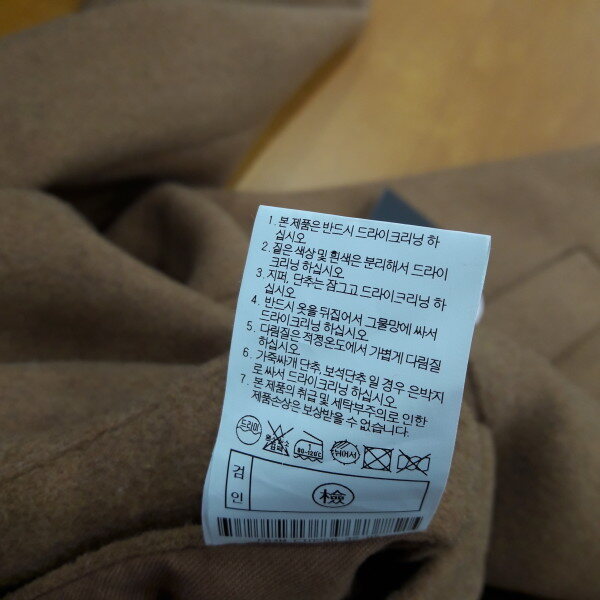 1. 본 제품은 반드시 드라이크리닝 하
십시오.
2. 짙은 색상 및 흰색은 분리해서 드라이
크리닝 하십시오.
3. 지퍼, 단추는 잠그고 드라이크리닝 하
십시오.
4. 반드시 옷을 뒤집어서 그물망에 싸서
드라이크리닝 하십시오.
5. 다림질은 적정온도에서 가볍게 다림질
하십시오.
6. 가죽싸개 단추, 보석단추 일 경우 은박지
로 싸서 드라이크리닝 하십시오.
7. 본 제품의 취급 및 세탁부주의로 인한
제품손상은 보상받을 수 없습니다.
드라이
80~120℃
뉘어서
검
인
檢